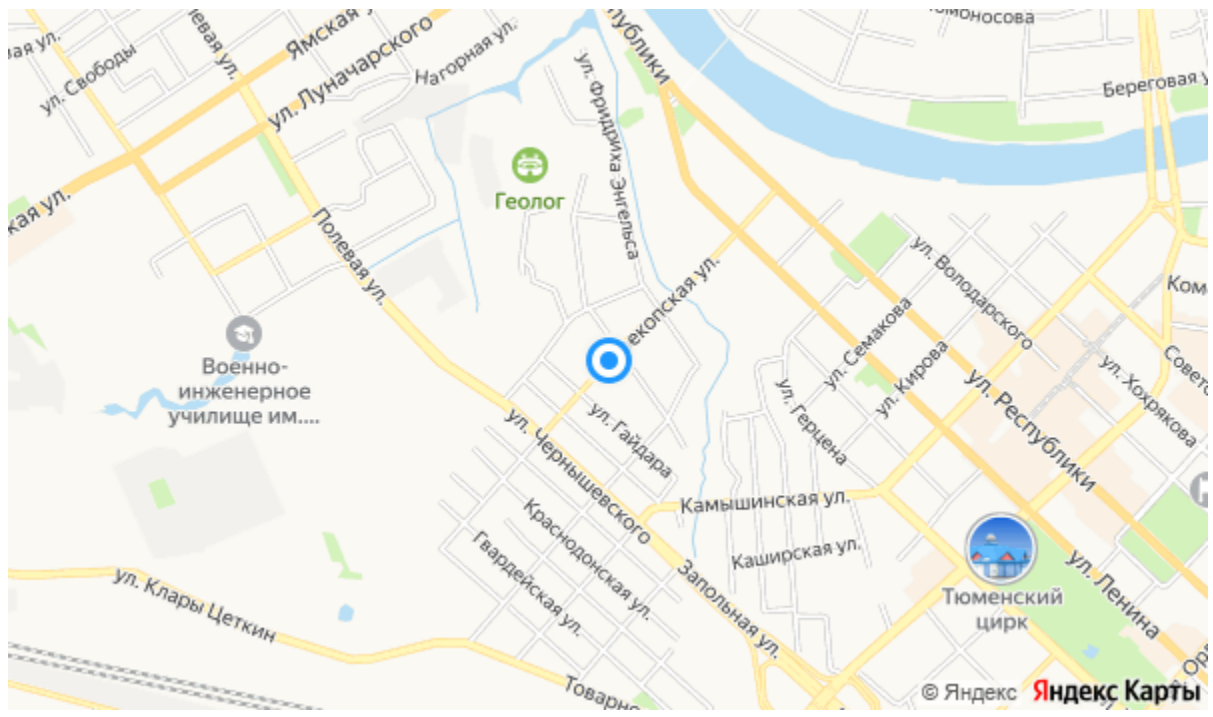 омоносова
Ямская ул.
ул. Луначарского
Нагорная ул.
ул. Свободы
левая ул.
кая ул.
Береговая у
публики
ул. Фридриха Энгельса
Геолог
Полевая ул.
Военно-
инженерное
училище им....
екопская ул.
ул. Володарского
ул. Семакова
ул. Кирова
ул. Герцена
ул. Республики
ул. Хохрякова
Советс
Ком
ул. Гайдара
ул. Чернышевского
Камышинская ул.
Каширская ул.
Краснодонская ул.
Гвардейская ул.
Запольная ул.
ул. Клары Цеткин
Товарно
Тюменский
цирк
ул. Ленина
Ор
© Яндекс Яндекс Карты